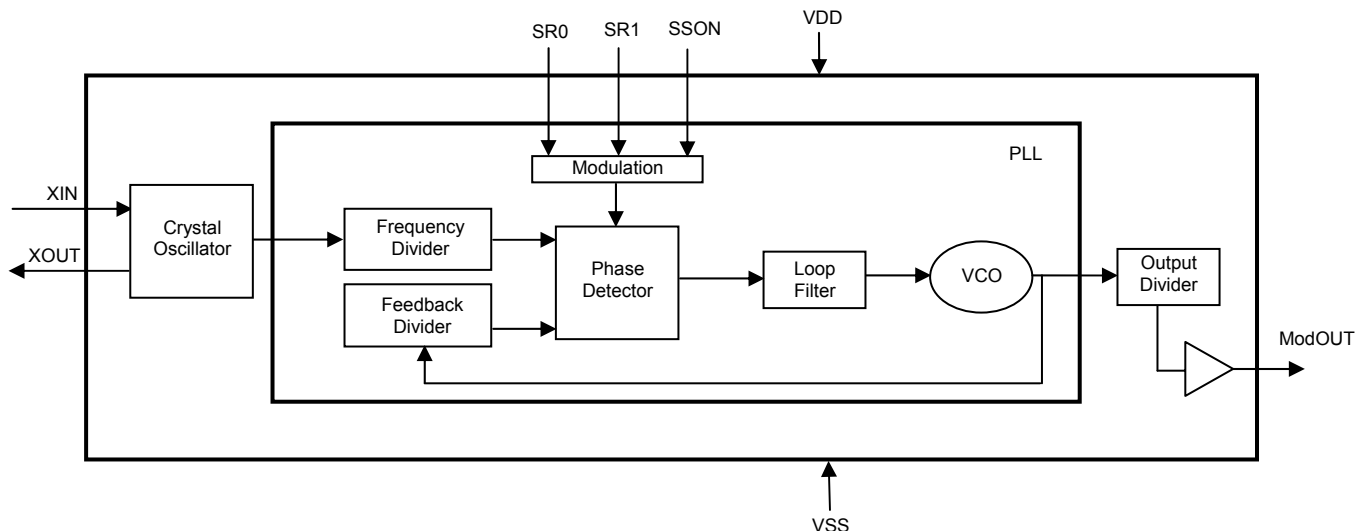 SR0
SR1
SSON
VDD
PLL
Modulation
XIN
XOUT
Crystal
Oscillator
Frequency
Divider
Feedback
Divider
Phase
Detector
Loop
Filter
VCO
Output
Divider
ModOUT
VSS